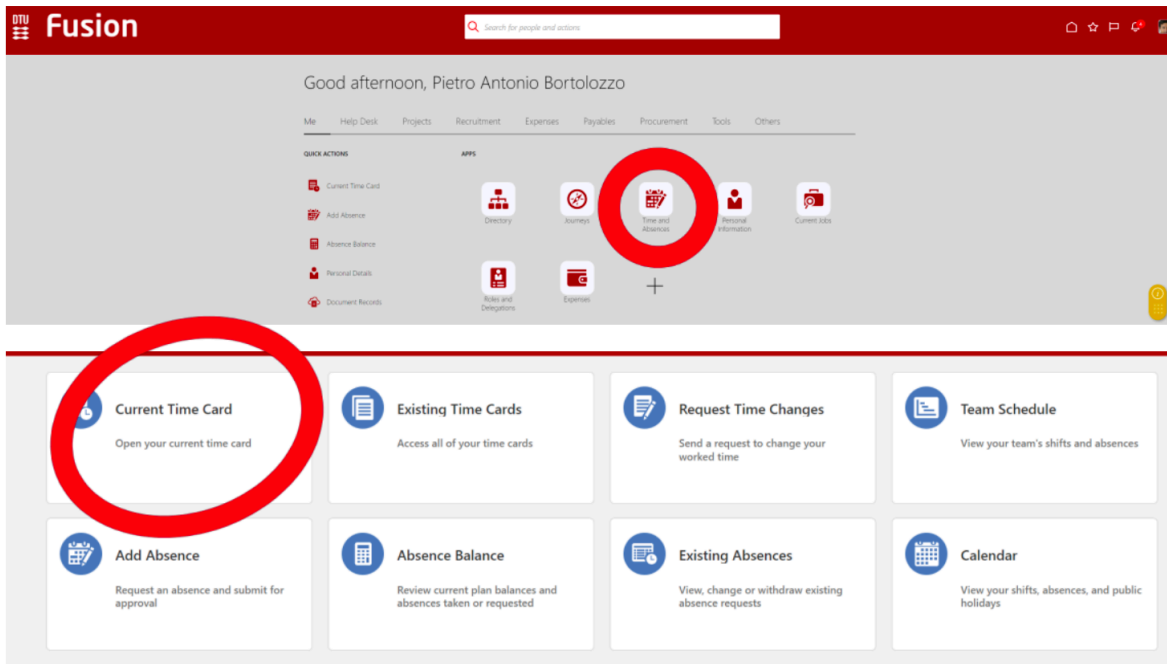 DTU
Fusion
Search for people and actions
Good afternoon, Pietro Antonio Bortolozzo
Me Help Desk Projects Recruitment Expenses Payables Procurement Tools Others
QUICK ACTIONS
APPS
Current Time Card
Add Absence
Absence Balance
Personal Details
Document Records
Directory
Journeys
Time and
Absences
Personal
Information
Current Jobs
Roles and
Delegations
Expenses
Current Time Card
Open your current time card
Existing Time Cards
Access all of your time cards
Request Time Changes
Send a request to change your
worked time
Team Schedule
View your team's shifts and absences
Add Absence
Request an absence and submit for
approval
Absence Balance
Review current plan balances and
absences taken or requested
Existing Absences
View, change or withdraw existing
absence requests
Calendar
View your shifts, absences, and public
holidays